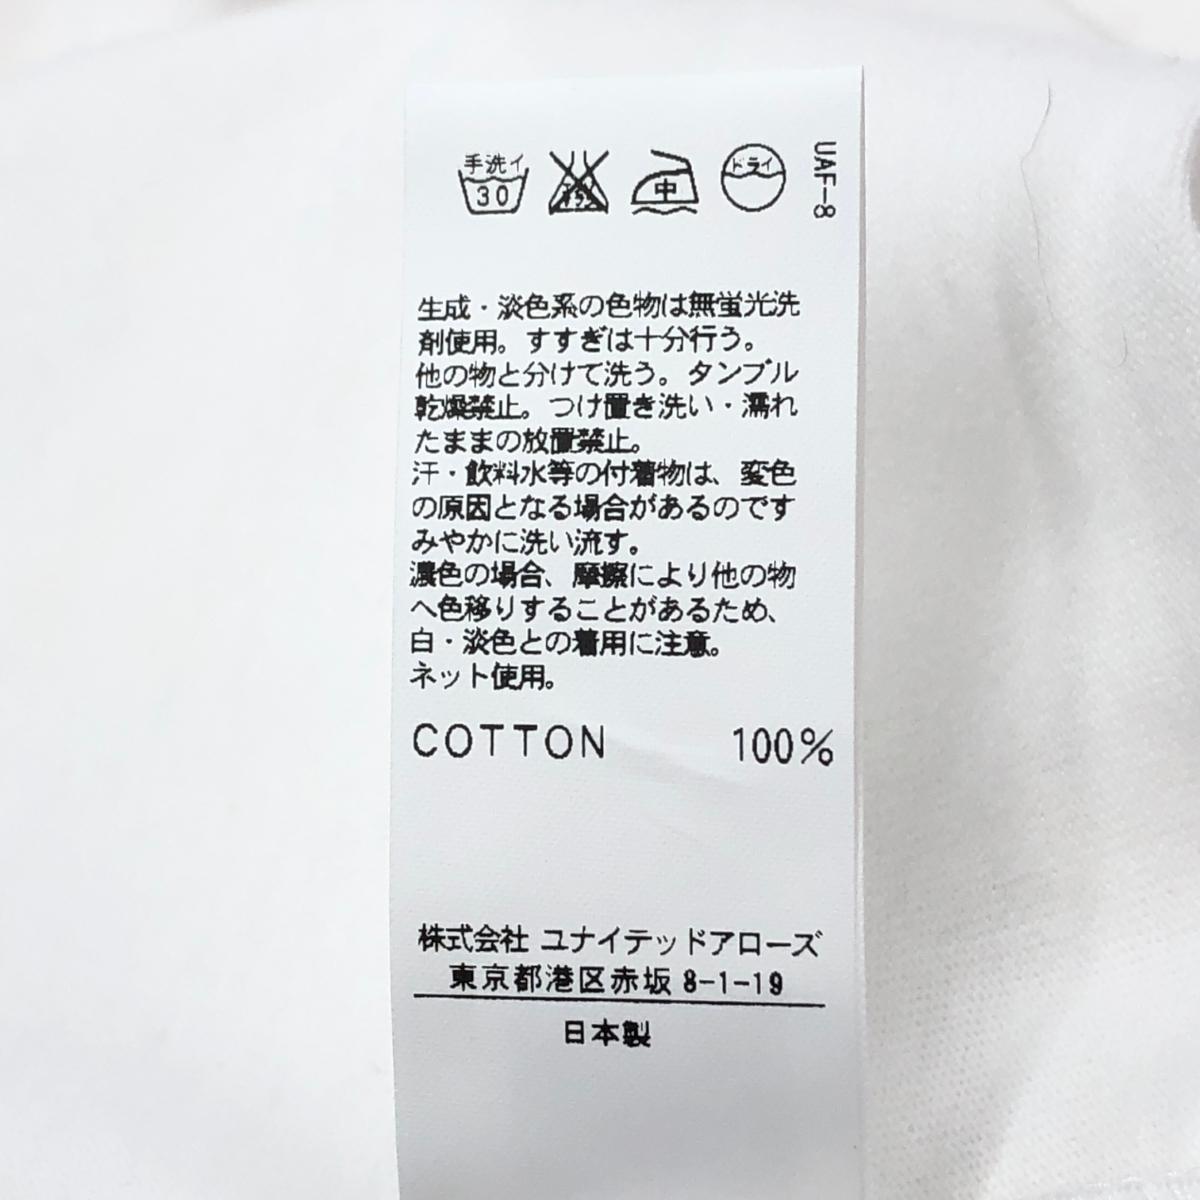 手洗イ
30
中
ドライ
UAF-8
生成・淡色系の色物は無蛍光洗
剤使用。すすぎは十分行う。
他の物と分けて洗う。タンブル
乾燥禁止。つけ置き洗い・濡れ
たままの放置禁止。
汗・飲料水等の付着物は、変色
の原因となる場合があるのです
みやかに洗い流す。
濃色の場合、摩擦により他の物
へ色移りすることがあるため、
白・淡色との着用に注意。
ネット使用。
COTTON 100%
株式会社 ユナイテッドアローズ
東京都港区赤坂 8-1-19
日本製